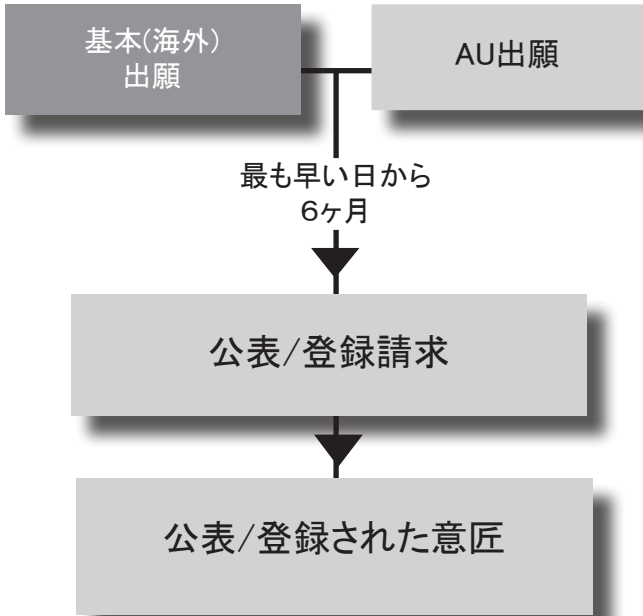 基本(海外)
出願
AU出願
最も早い日から
6ヶ月
公表/登録請求
公表/登録された意匠